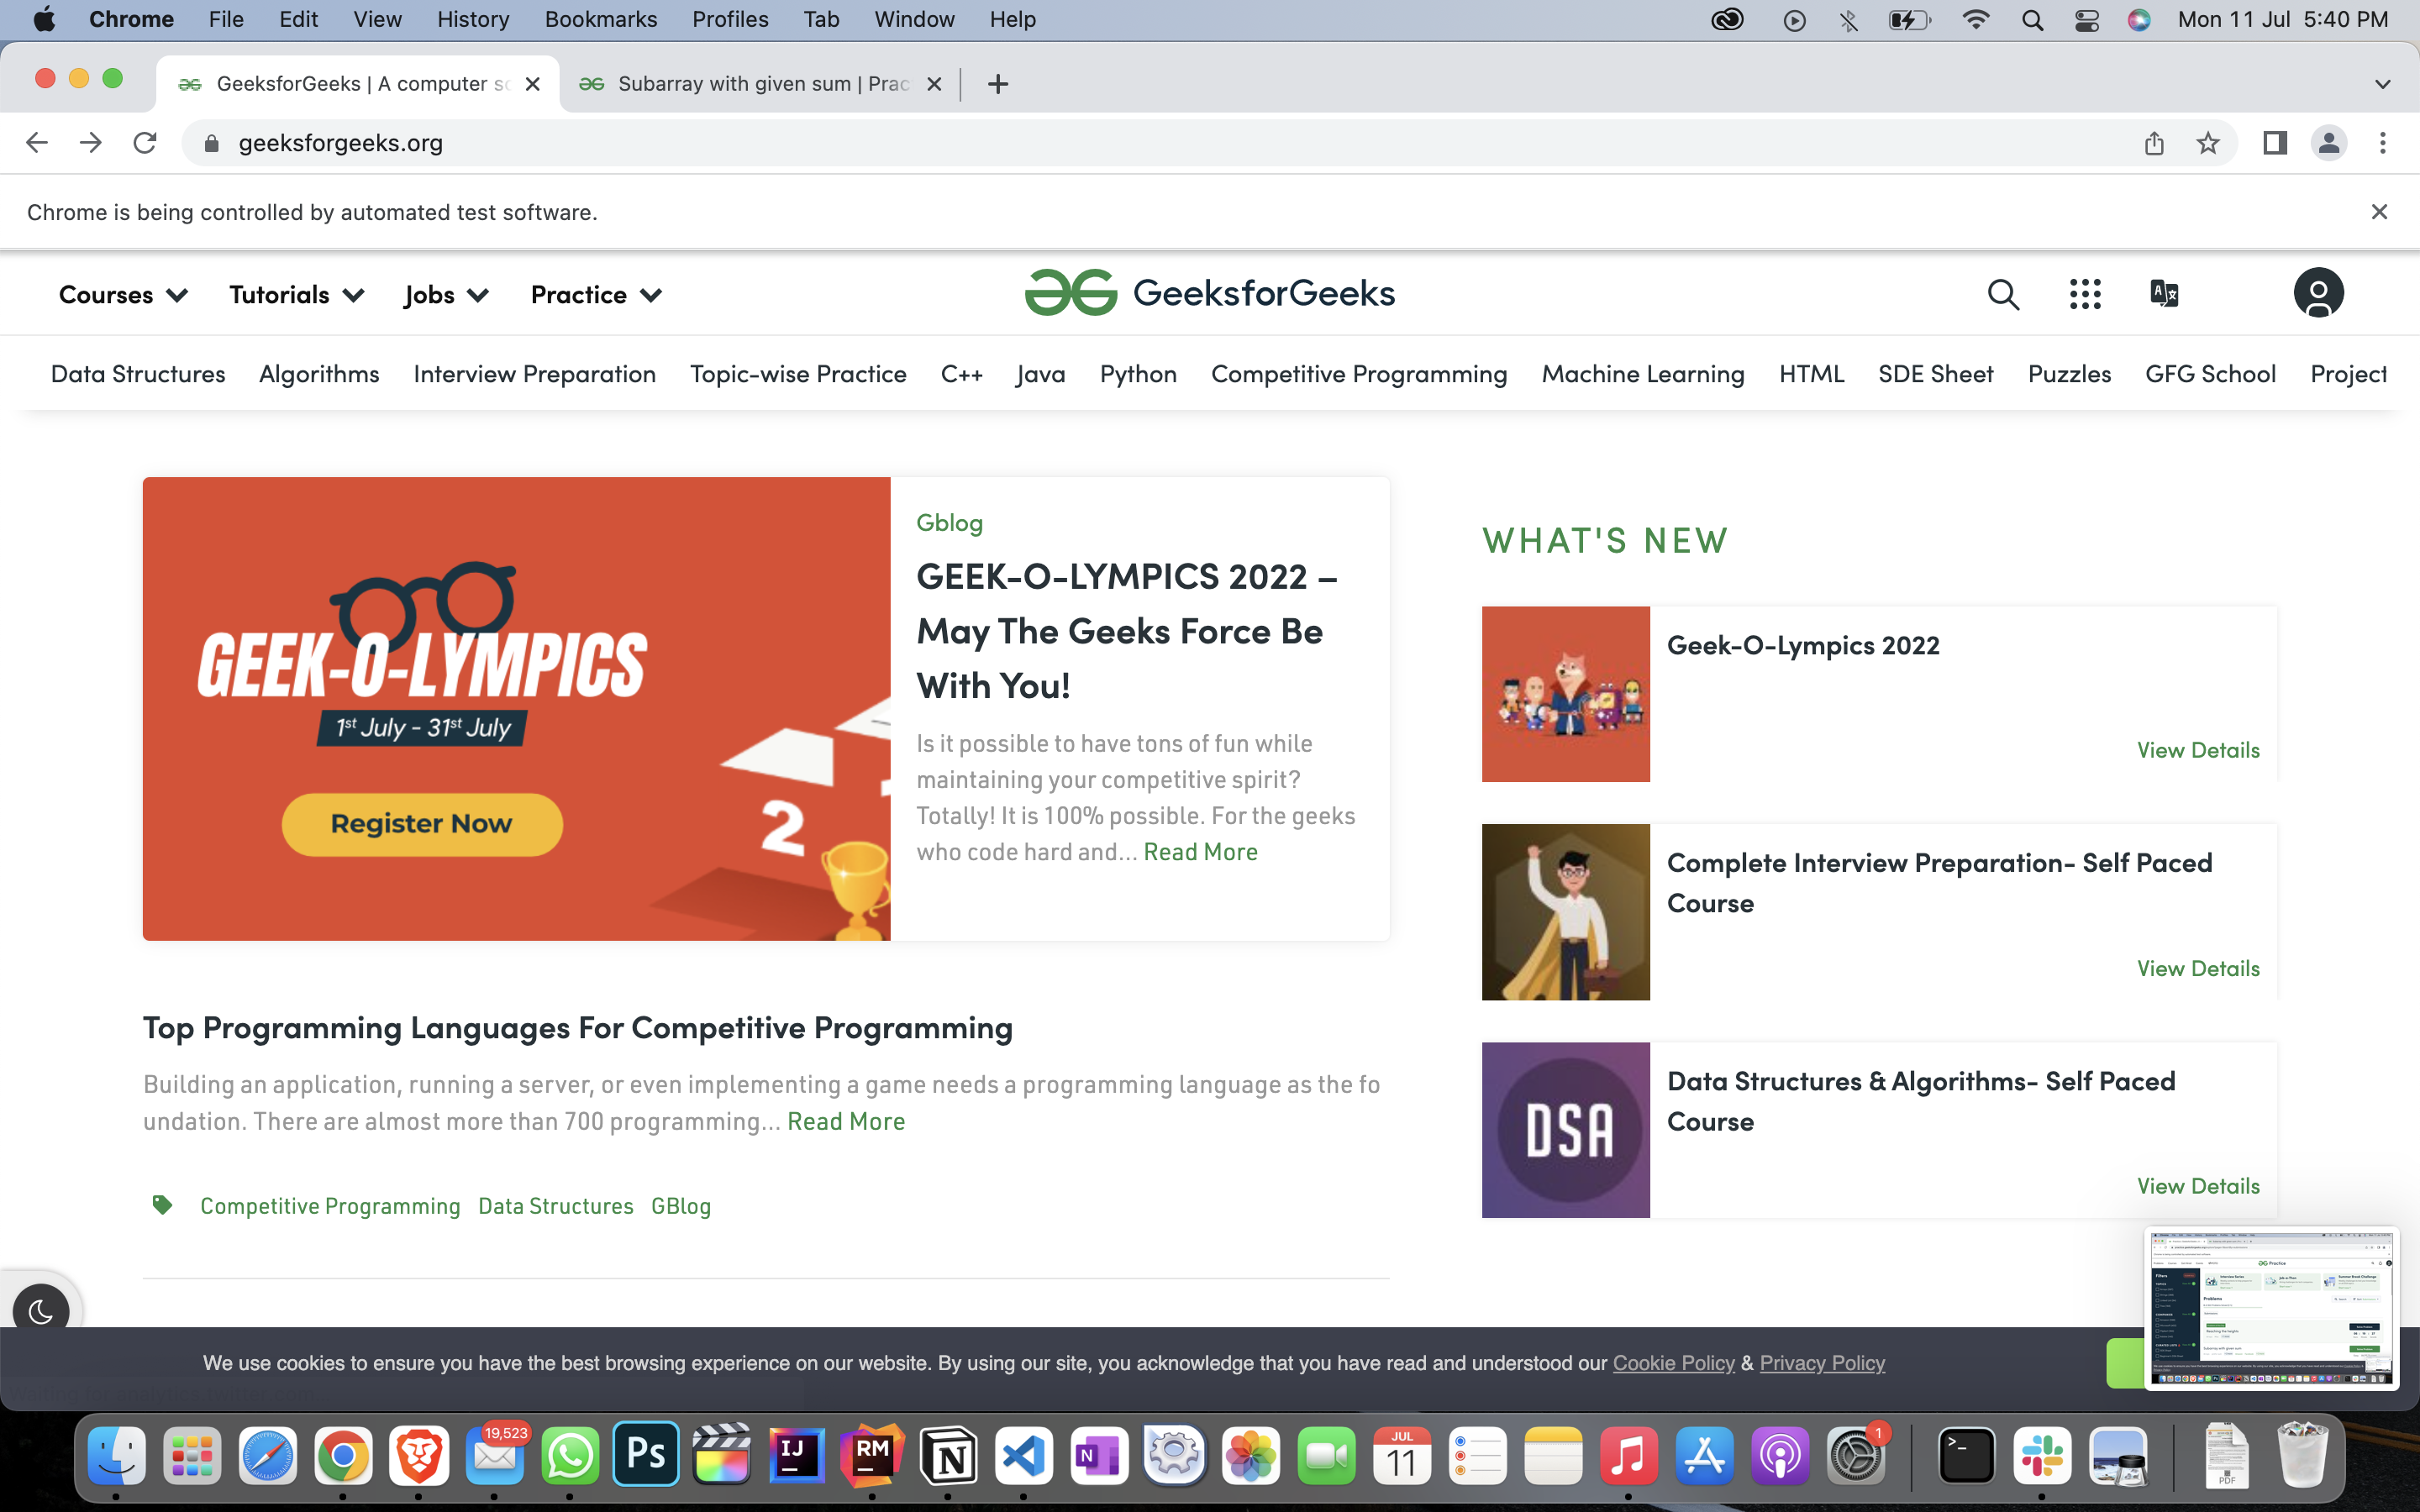 Chrome File Edit View History Bookmarks Profiles Tab Window Help Mon 11 Jul 5:40 PM
GeeksforGeeks | A computer sc
Subarray with given sum | Prac
geeksforgeeks.org
Chrome is being controlled by automated test software.
Courses Tutorials Jobs Practice GeeksforGeeks
Data Structures Algorithms Interview Preparation Topic-wise Practice C++ Java Python Competitive Programming Machine Learning HTML SDE Sheet Puzzles GFG School Project
GEEK-O-LYMPICS
1st July - 31st July
Register Now
2
Gblog
GEEK-O-LYMPICS 2022 –
May The Geeks Force Be
With You!
Is it possible to have tons of fun while
maintaining your competitive spirit?
Totally! It is 100% possible. For the geeks
who code hard and... Read More
WHAT'S NEW
Geek-O-Lympics 2022
View Details
Complete Interview Preparation- Self Paced
Course
View Details
DSA
Data Structures & Algorithms- Self Paced
Course
View Details
Top Programming Languages For Competitive Programming
Building an application, running a server, or even implementing a game needs a programming language as the fo
undation. There are almost more than 700 programming... Read More
Competitive Programming Data Structures GBlog
We use cookies to ensure you have the best browsing experience on our website. By using our site, you acknowledge that you have read and understood our Cookie Policy & Privacy Policy
19,523
Ps
IJ
RM
N
N
JUL
11
1
>_
PDF